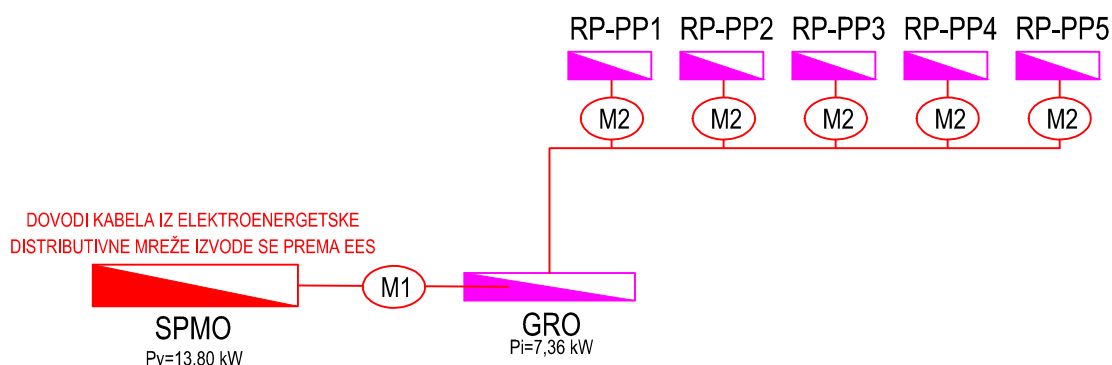 RP-PP1 RP-PP2 RP-PP3 RP-PP4 RP-PP5
M2 M2 M2 M2 M2
DOVODI KABELA IZ ELEKTROENERGETSKE
DISTRIBUTIVNE MREŽE IZVODE SE PREMA EES
M1
SPMO
Pv=13,80 kW
GRO
Pi=7,36 kW